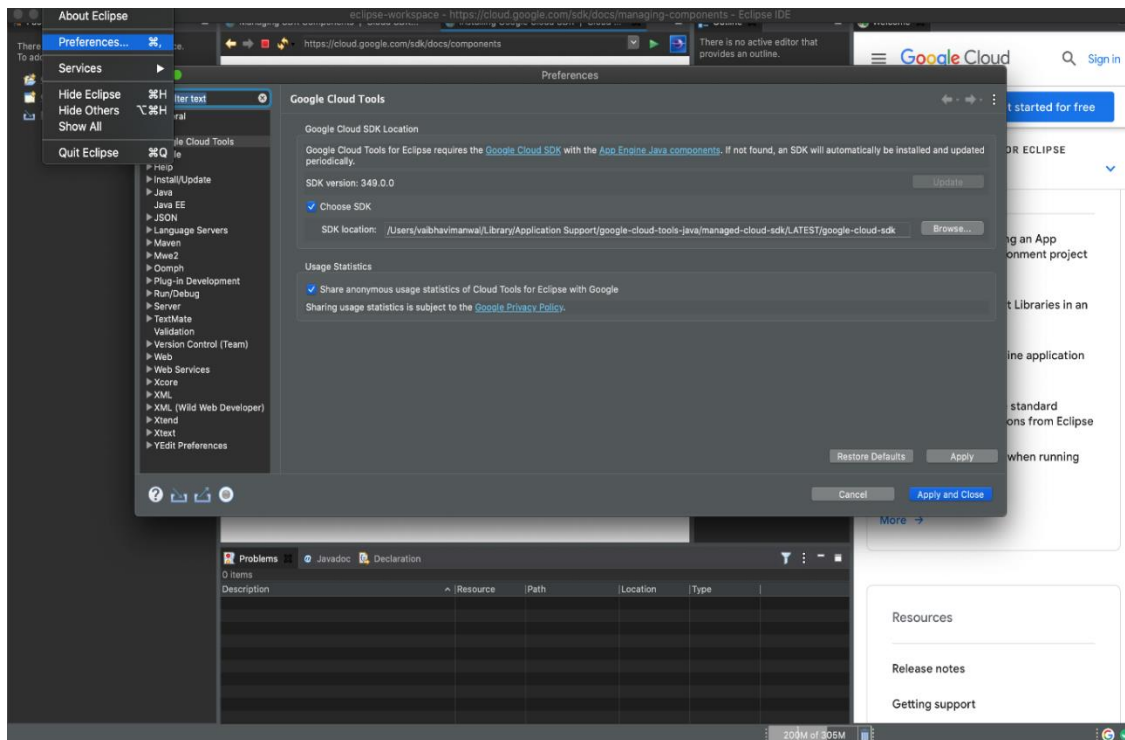 About Eclipse
Preferences... ⌘,
Services
Hide Eclipse ⌘H
Hide Others ⌥⌘H
Show All
Quit Eclipse ⌘Q
eclipse-workspace - https://cloud.google.com/sdk/docs/managing-components - Eclipse IDE
https://cloud.google.com/sdk/docs/components
There is no active editor that
provides an outline.
Google Cloud
Sign in
t started for free
OR ECLIPSE
Preferences
ter text
Google Cloud Tools
Google Cloud SDK Location
Google Cloud Tools for Eclipse requires the Google Cloud SDK with the App Engine Java components. If not found, an SDK will automatically be installed and updated
periodically.
SDK version: 349.0.0
Update
Choose SDK
SDK location: /Users/vaibhavimanwal/Library/Application Support/google-cloud-tools-java/managed-cloud-sdk/LATEST/google-cloud-sdk
Browse...
Usage Statistics
Share anonymous usage statistics of Cloud Tools for Eclipse with Google
Sharing usage statistics is subject to the Google Privacy Policy.
eral
le Cloud Tools
le
Help
Install/Update
Java
Java EE
JSON
Language Servers
Maven
Mwe2
Oomph
Plug-in Development
Run/Debug
Server
TextMate
Validation
Version Control (Team)
Web
Web Services
Xcore
XML
XML (Wild Web Developer)
Xtend
Xtext
YEdit Preferences
Restore Defaults
Apply
Cancel
Apply and Close
ng an App
onment project
t Libraries in an
ine application
standard
ons from Eclipse
when running
More →
Problems
Javadoc
Declaration
0 items
Description
Resource
Path
Location
Type
Resources
Release notes
Getting support
200M of 305M